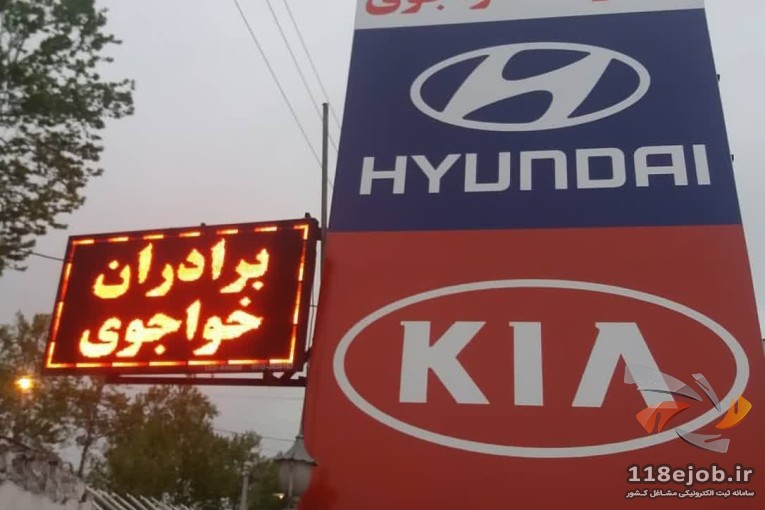 HYUNDAI
برادران
خواجوی
KIA
118ejob.ir
سامانه ثبت الکترونیکی مشاغل کشور